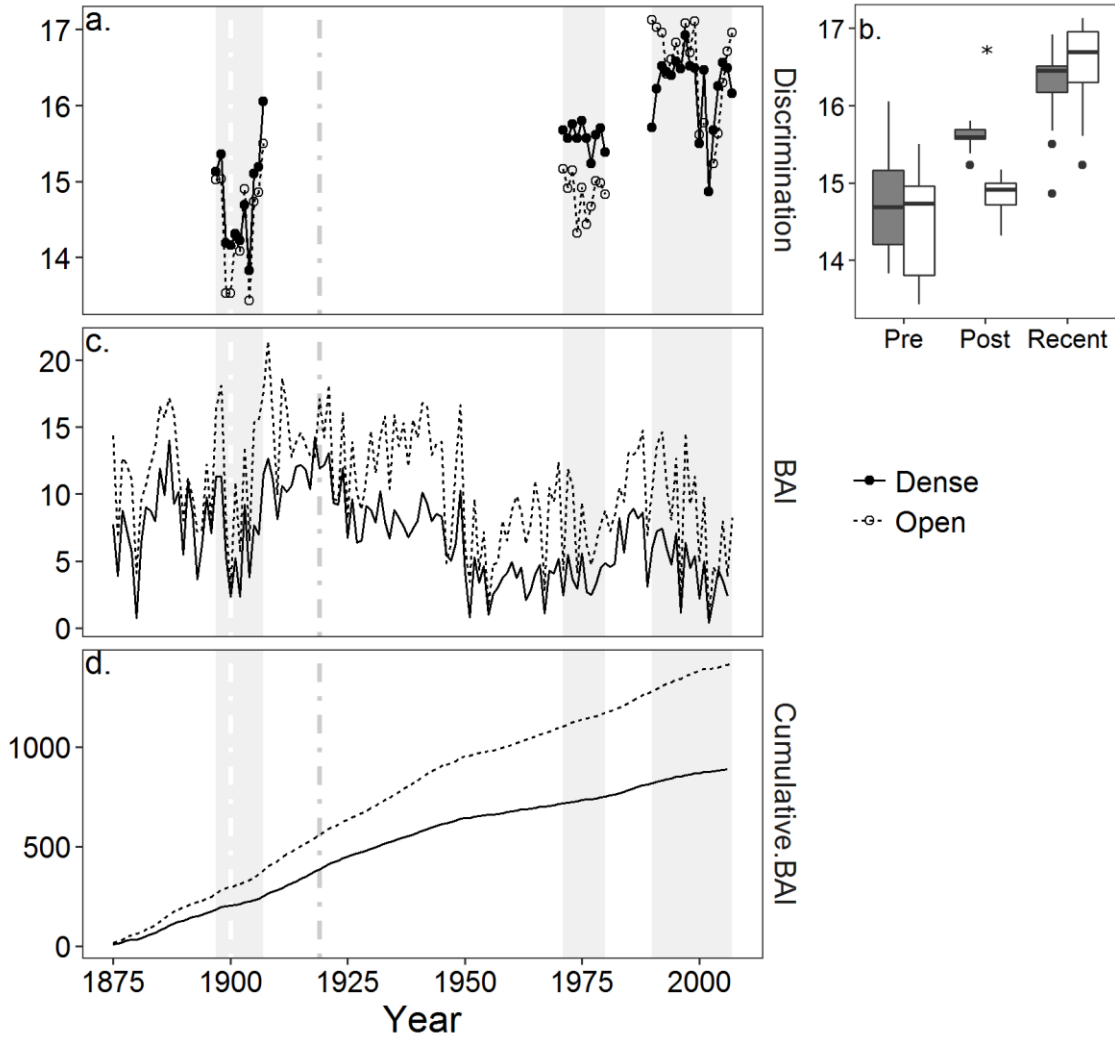 a.
17
16
15
14
Discrimination
b.
*
17
16
15
14
Pre Post Recent
c.
20
15
10
5
0
BAI
Dense
Open
d.
1000
500
0
Cumulative.BAI
1875 1900 1925 1950 1975 2000
Year